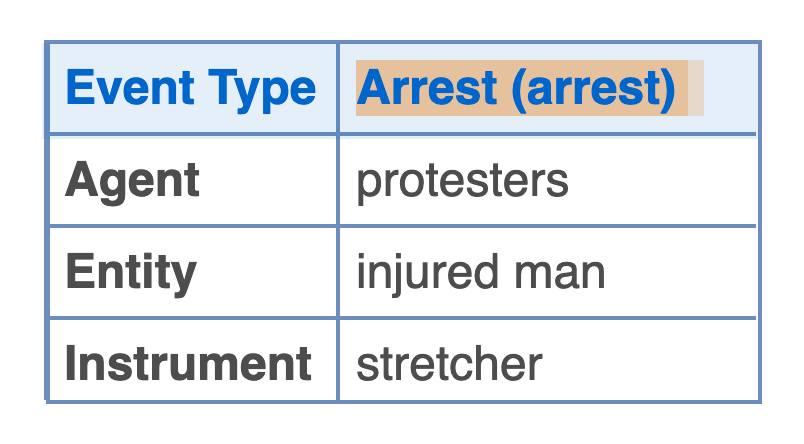 Event Type Arrest (arrest)
Agent protesters
Entity injured man
Instrument stretcher